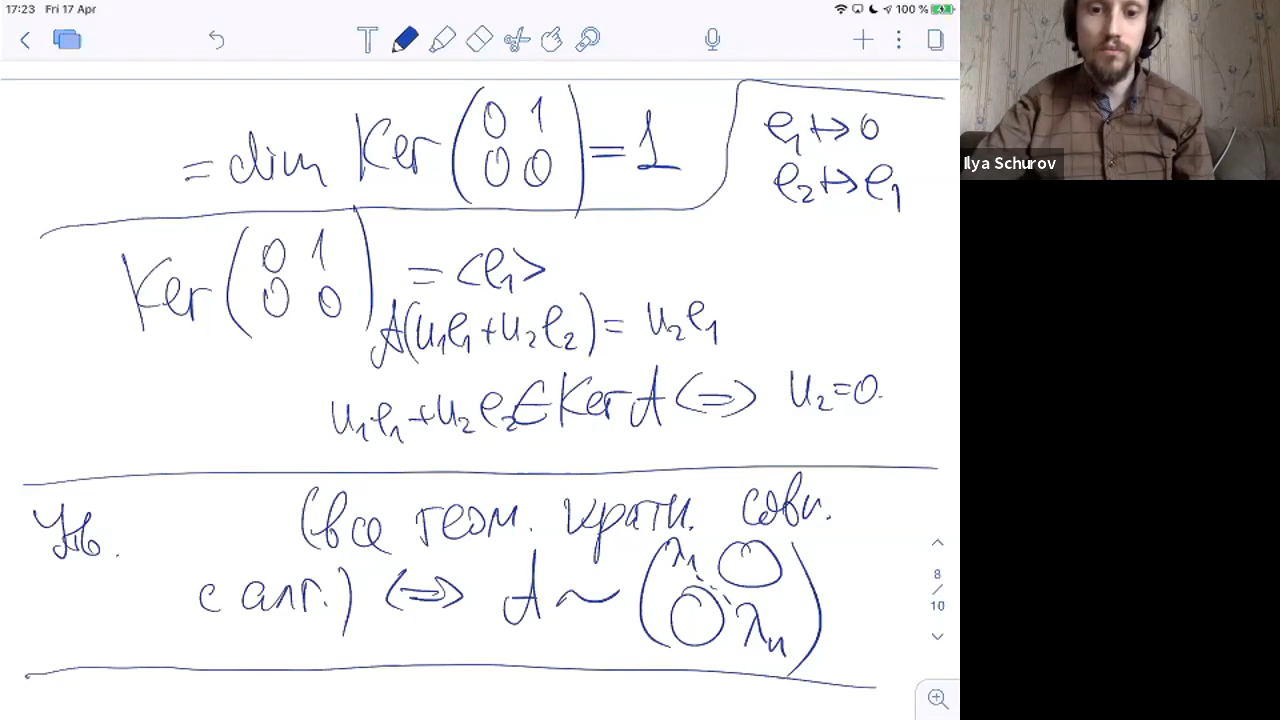 17:23 Fri 17 Apr
100 %
T
= dim Ker (0 1 0 0) = 1
e₁ ↦ 0
e₂ ↦ e₁
Ker (0 1 0 0) = <e₁>
A(u₁e₁+u₂e₂) = u₂e₁
u₁e₁+u₂e₂ ∈ Ker A <=> u₂=0.
Утв. (все геом. кратн. совп.
с алг.) <=> A ~ (λ₁ 0 0 λₙ)
8
/
10
Ilya Schurov